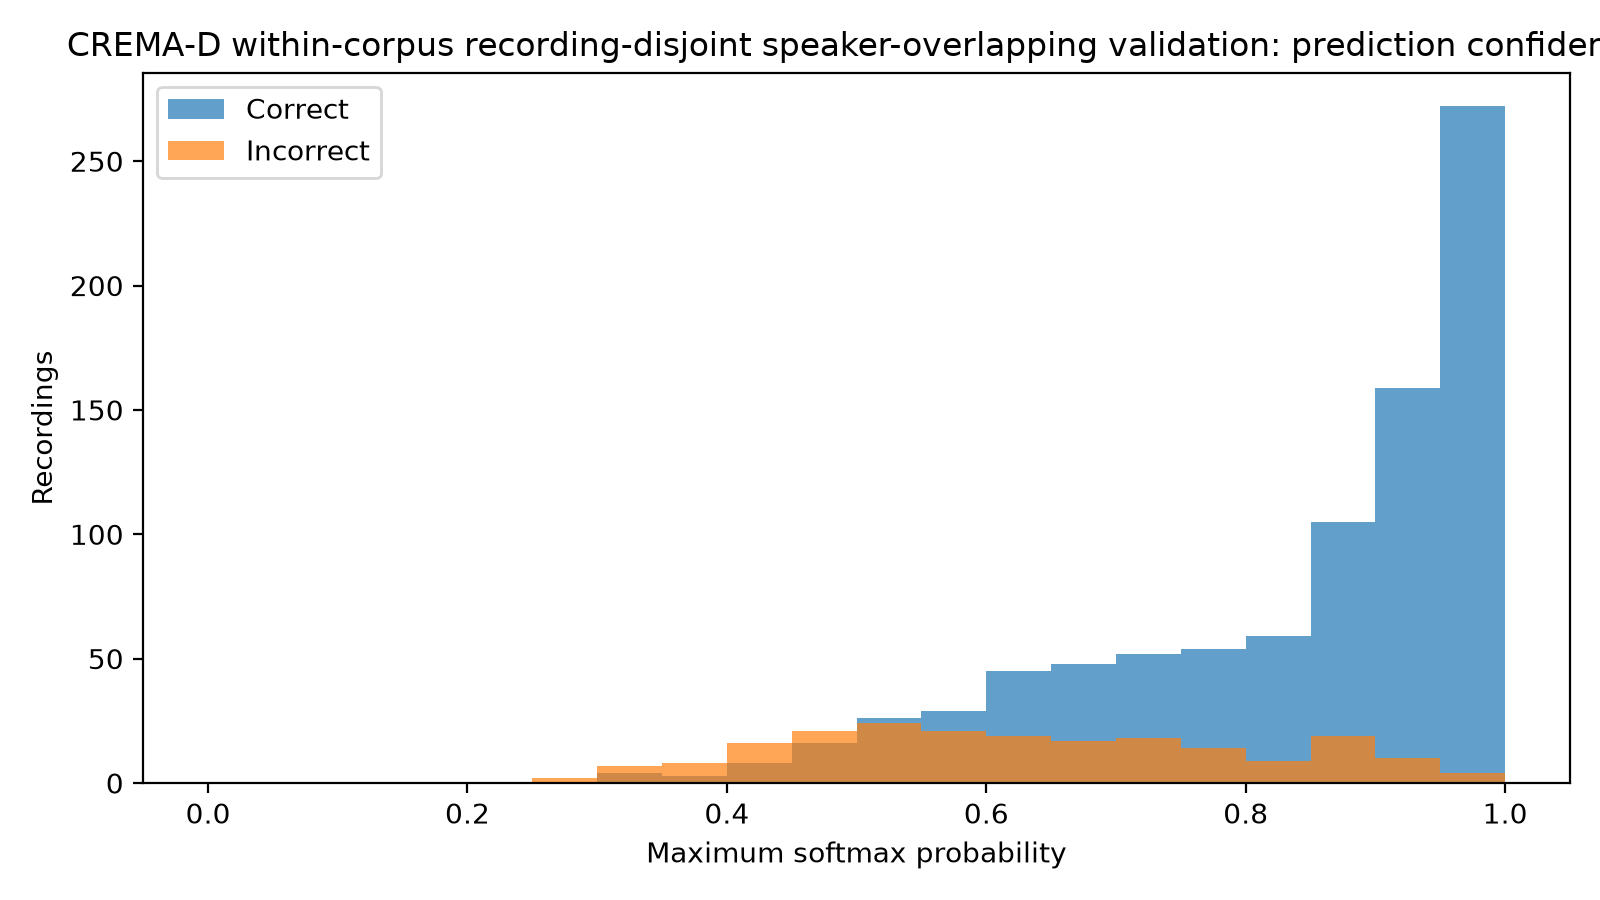 CREMA-D within-corpus recording-disjoint speaker-overlapping validation: prediction
Correct
Incorrect
250
200
150
100
50
0
Recordings
0.0 0.2 0.4 0.6 0.8 1.0
Maximum softmax probability